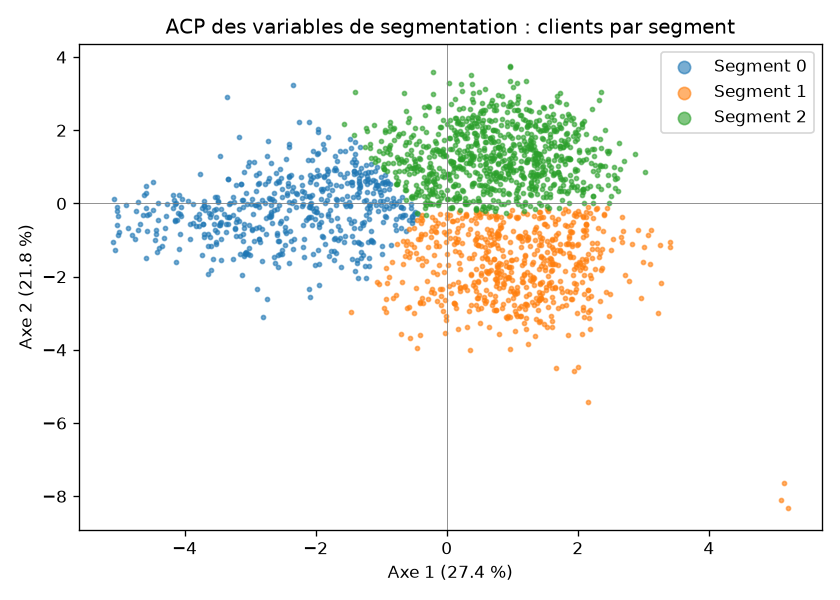 ACP des variables de segmentation : clients par segment
Segment 0
Segment 1
Segment 2
4
2
0
−2
−4
−6
−8
Axe 2 (21.8 %)
−4
−2
0
2
4
Axe 1 (27.4 %)